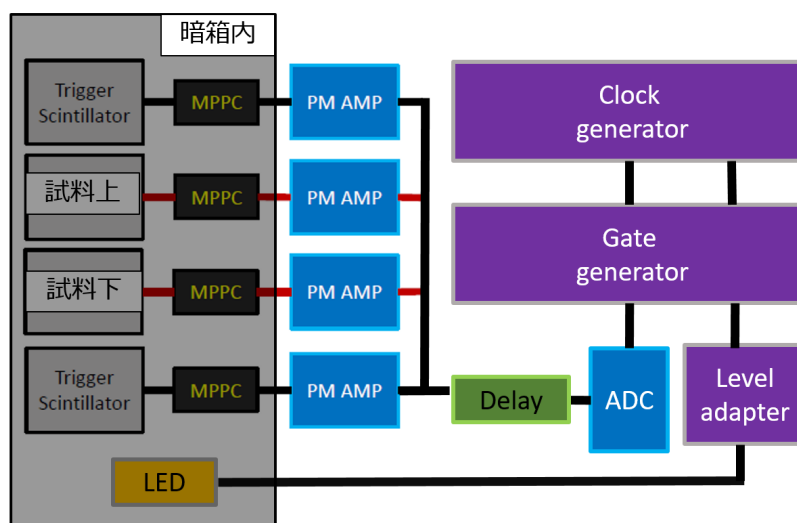 暗箱内
Trigger
Scintillator
MPPC
PM AMP
試料上
MPPC
PM AMP
試料下
MPPC
PM AMP
Trigger
Scintillator
MPPC
PM AMP
LED
Clock
generator
Gate
generator
Delay
ADC
Level
adapter